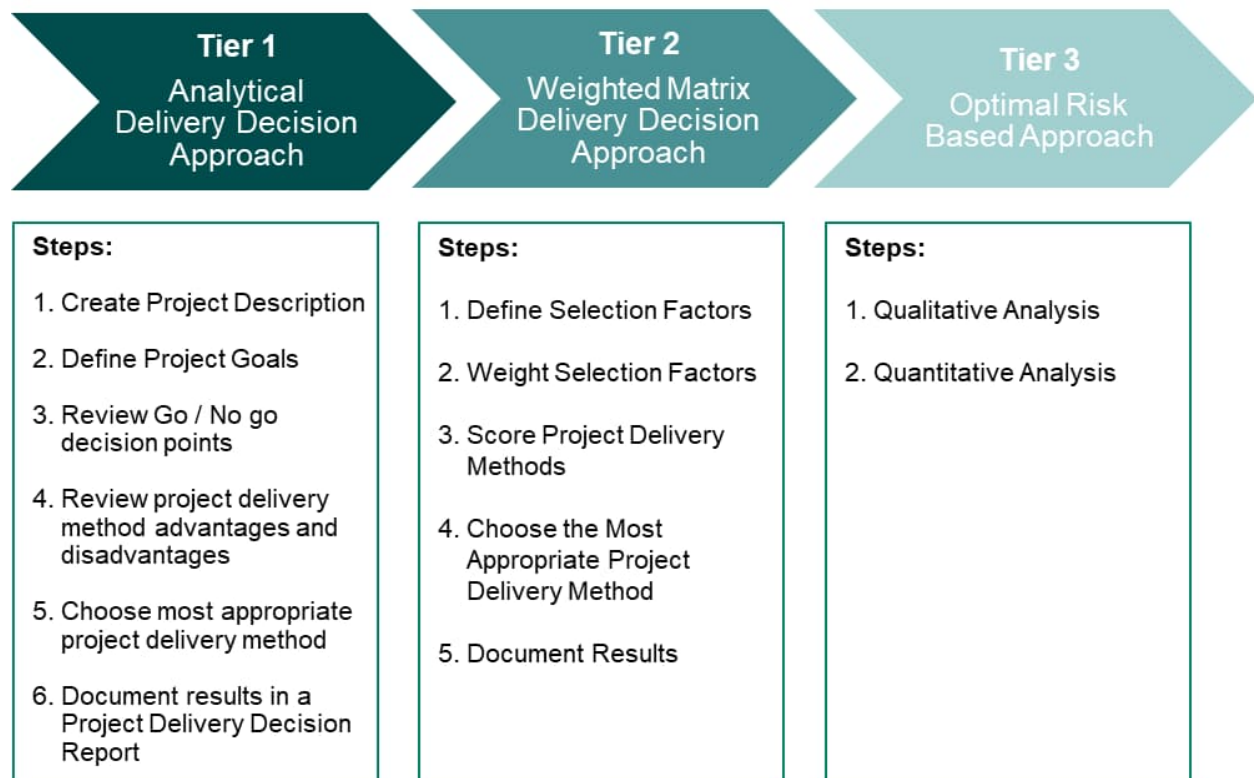 Tier 1
Analytical
Delivery Decision
Approach
Tier 2
Weighted Matrix
Delivery Decision
Approach
Tier 3
Optimal Risk
Based Approach
Steps:
1. Create Project Description
2. Define Project Goals
3. Review Go / No go
decision points
4. Review project delivery
method advantages and
disadvantages
5. Choose most appropriate
project delivery method
6. Document results in a
Project Delivery Decision
Report
Steps:
1. Define Selection Factors
2. Weight Selection Factors
3. Score Project Delivery
Methods
4. Choose the Most
Appropriate Project
Delivery Method
5. Document Results
Steps:
1. Qualitative Analysis
2. Quantitative Analysis